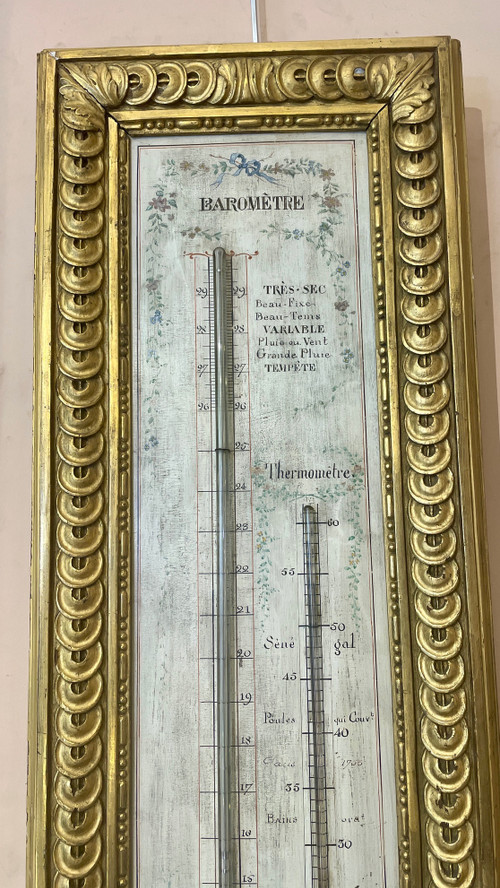 BAROMÈTRE
29 29 TRÈS-SEC
Beau-Fixe
Beau-Tems
28 28 VARIABLE
Pluie ou Vent
Grande Pluie
27 27 TEMPÊTE
26 26
25
Thermomètre
24
60
23
55
22
21
50
Séné gal
20
45
19
Poules qui Couvt
40
18
17
35
Bains
16
30
15